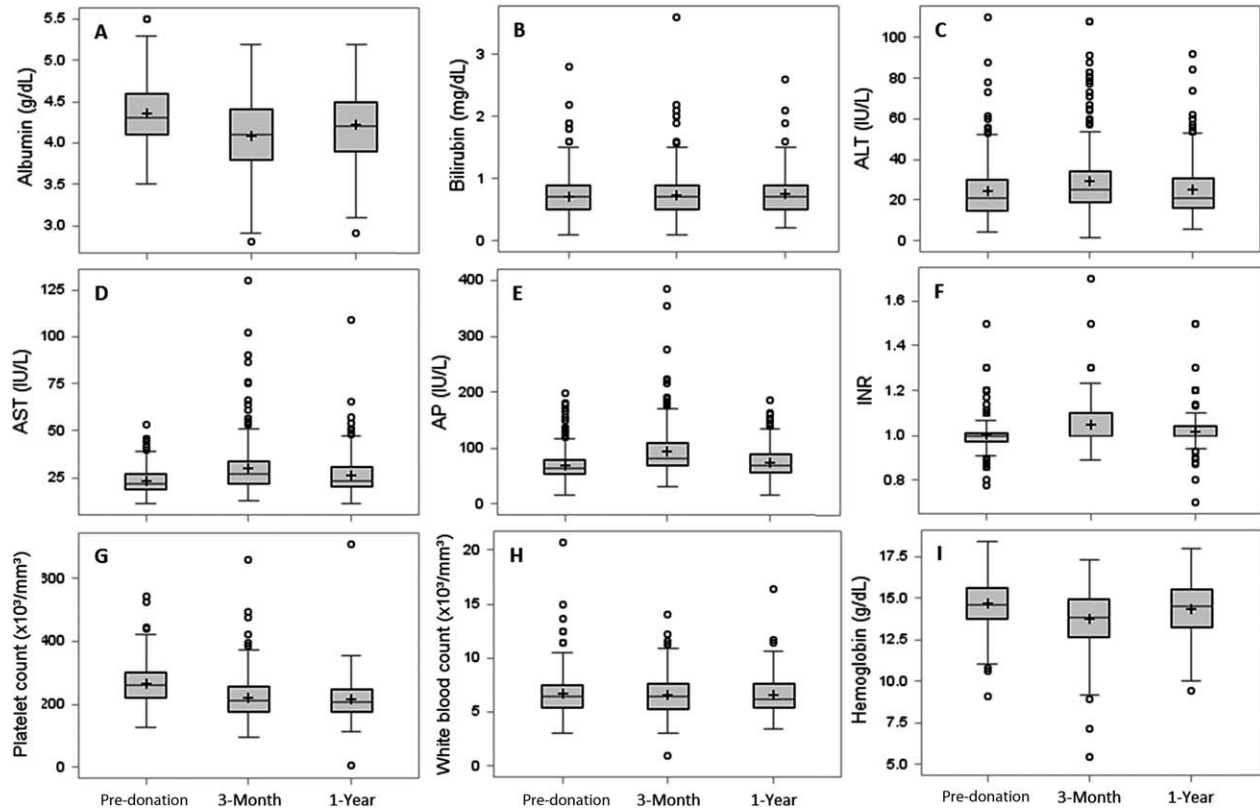 A
Albumin (g/dL)
5.5
5.0
4.5
4.0
3.5
3.0
B
Bilirubin (mg/dL)
3
2
1
0
C
ALT (IU/L)
100
80
60
40
20
0
D
AST (IU/L)
125
100
75
50
25
E
AP (IU/L)
400
300
200
100
0
F
INR
1.6
1.4
1.2
1.0
0.8
G
Platelet count (x10³/mm³)
600
400
200
0
H
White blood count (x10³/mm³)
20
15
10
5
0
I
Hemoglobin (g/dL)
17.5
15.0
12.5
10.0
7.5
5.0
Pre-donation 3-Month 1-Year
Pre-donation 3-Month 1-Year
Pre-donation 3-Month 1-Year